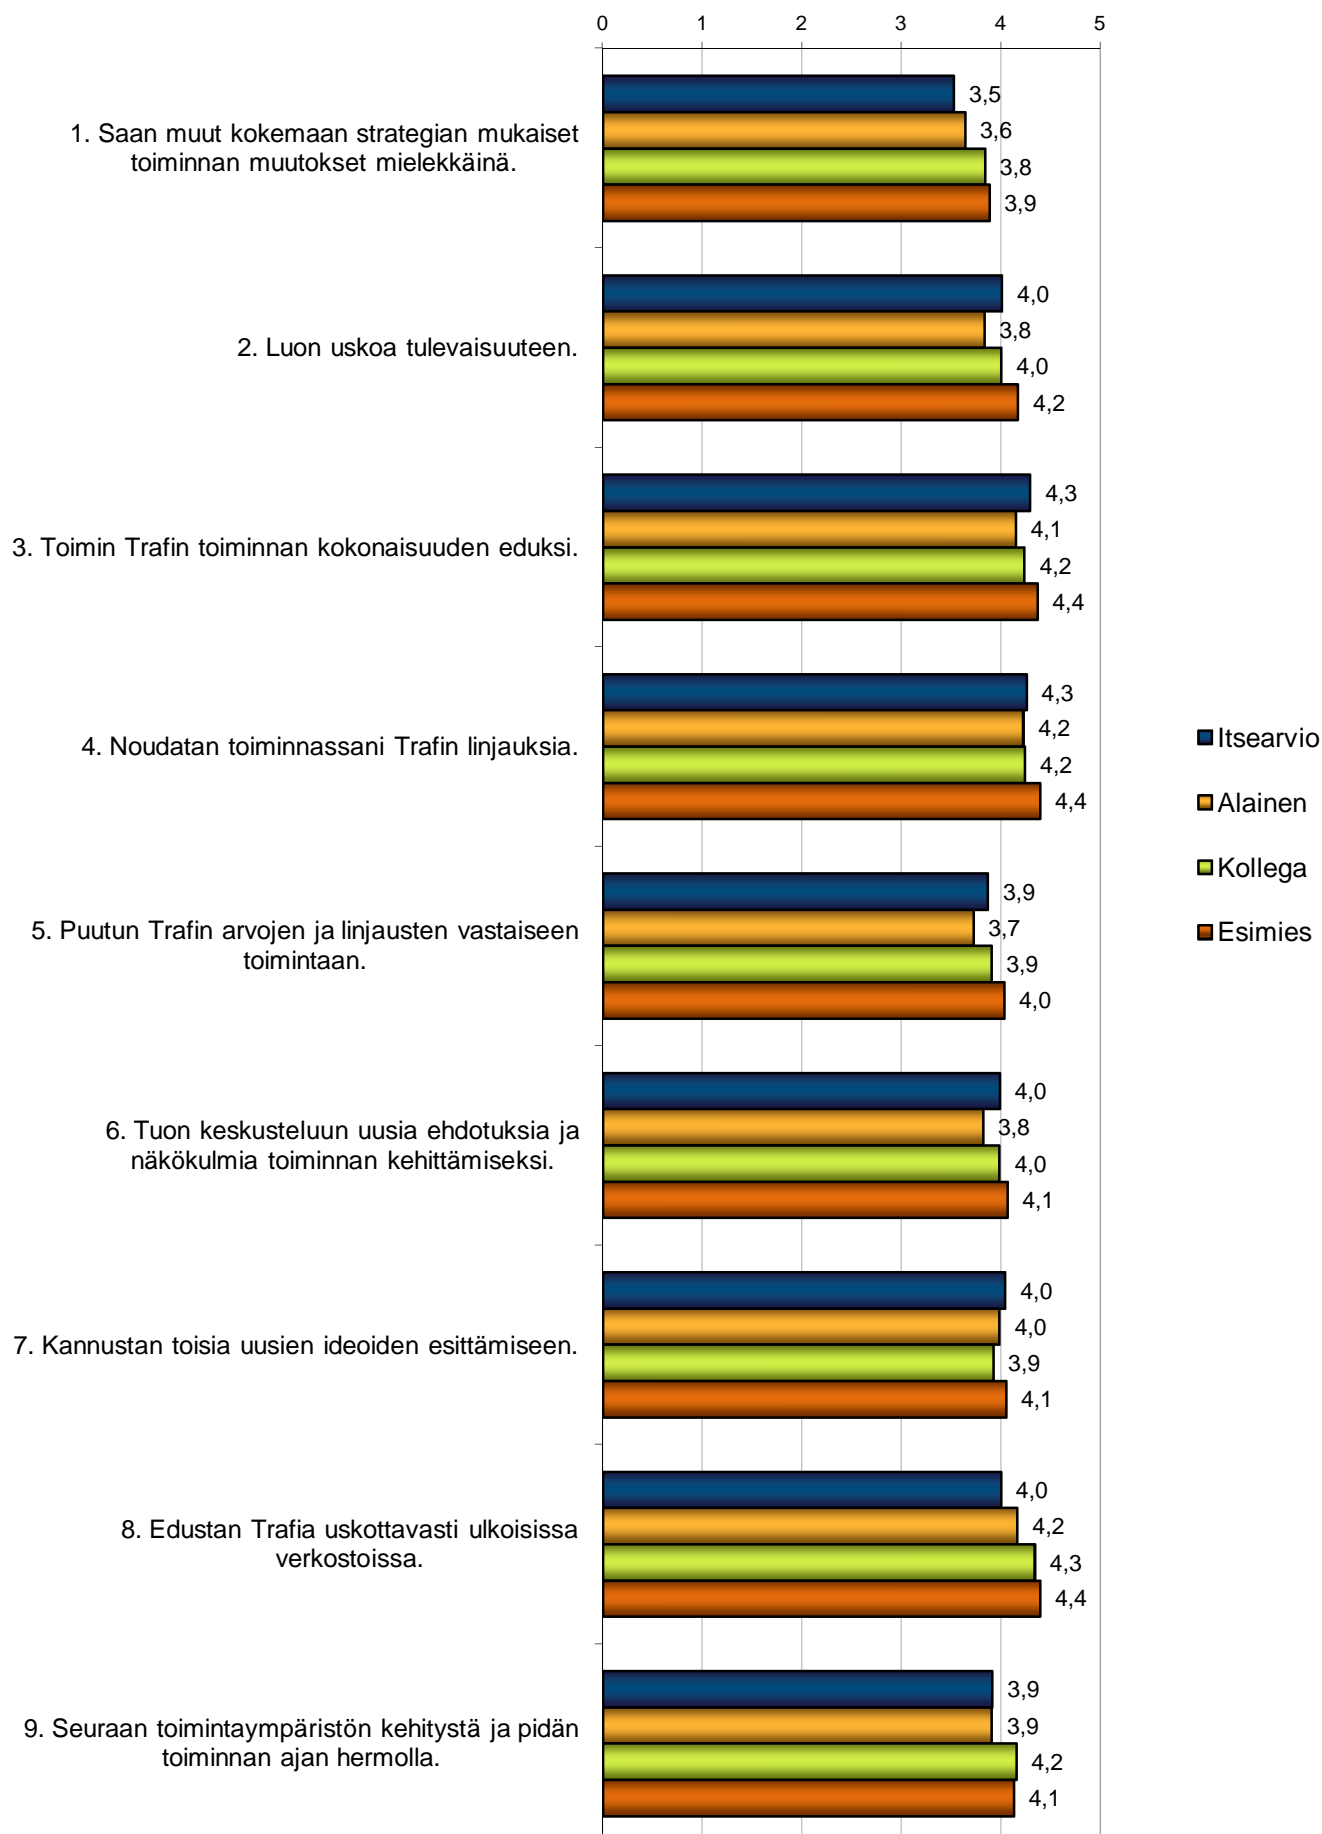 0 1 2 3 4 5
1. Saan muut kokemaan strategian mukaiset
toiminnan muutokset mielekkäinä.
3,5
3,6
3,8
3,9
2. Luon uskoa tulevaisuuteen.
4,0
3,8
4,0
4,2
3. Toimin Trafin toiminnan kokonaisuuden eduksi.
4,3
4,1
4,2
4,4
4. Noudatan toiminnassani Trafin linjauksia.
4,3
4,2
4,2
4,4
5. Puutun Trafin arvojen ja linjausten vastaiseen
toimintaan.
3,9
3,7
3,9
4,0
6. Tuon keskusteluun uusia ehdotuksia ja
näkökulmia toiminnan kehittämiseksi.
4,0
3,8
4,0
4,1
7. Kannustan toisia uusien ideoiden esittämiseen.
4,0
4,0
3,9
4,1
8. Edustan Trafia uskottavasti ulkoisissa
verkostoissa.
4,0
4,2
4,3
4,4
9. Seuraan toimintaympäristön kehitystä ja pidän
toiminnan ajan hermolla.
3,9
3,9
4,2
4,1
Itsearvio
Alainen
Kollega
Esimies